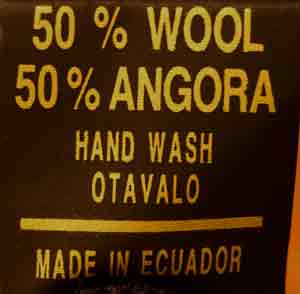 50 % WOOL
50 % ANGORA
HAND WASH
OTAVALO
MADE IN ECUADOR